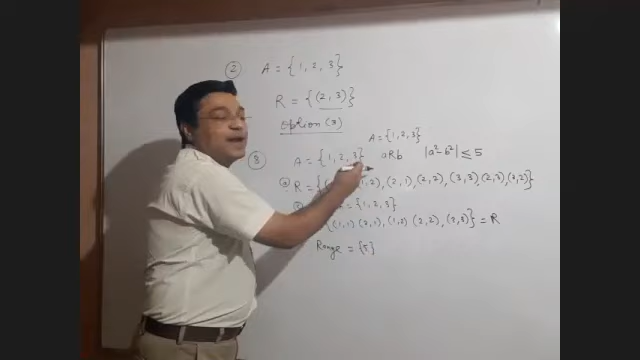 ② A = {1, 2, 3}
R = {(2, 3)}
Option (3)
A = {1, 2, 3}
⑧ A = {1, 2, 3} aRb |a²-b²| ≤ 5
R = { ,2), (2,1), (2,2), (3,3), (2,3), (3,2)}
= {1, 2, 3}
{(1,1) (2,1), (1,2) (2,2), (2,3)} = R
Range = {5}